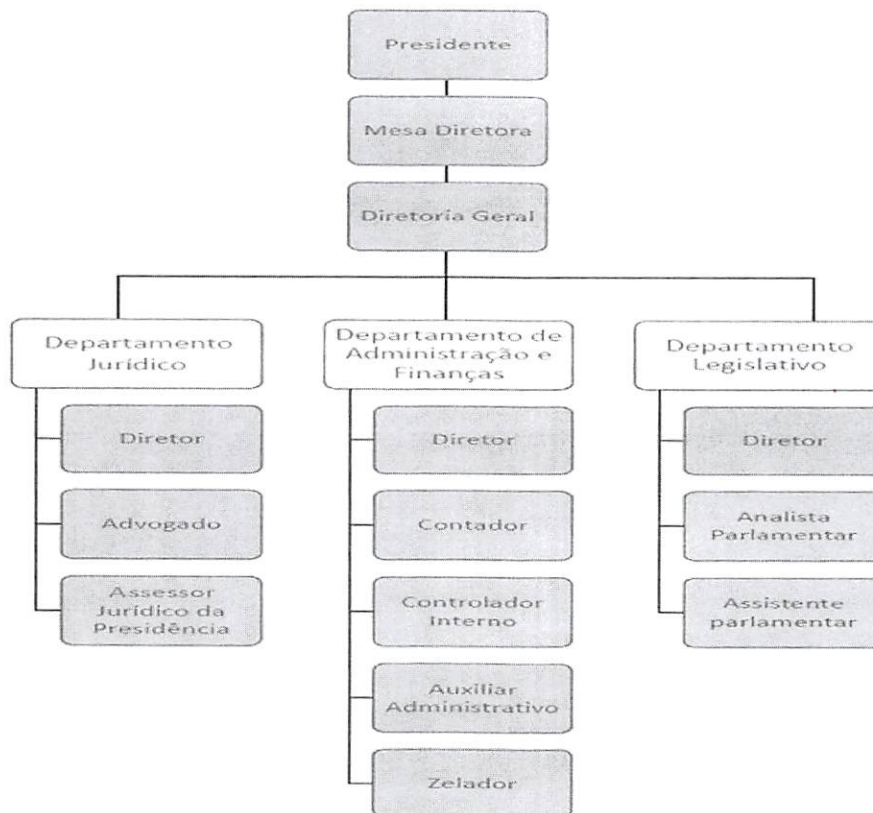 Presidente
Mesa Diretora
Diretoria Geral
Departamento
Jurídico
Diretor
Advogado
Assessor
Jurídico da
Presidência
Departamento de
Administração e
Finanças
Diretor
Contador
Controlador
Interno
Auxiliar
Administrativo
Zelador
Departamento
Legislativo
Diretor
Analista
Parlamentar
Assistente
parlamentar